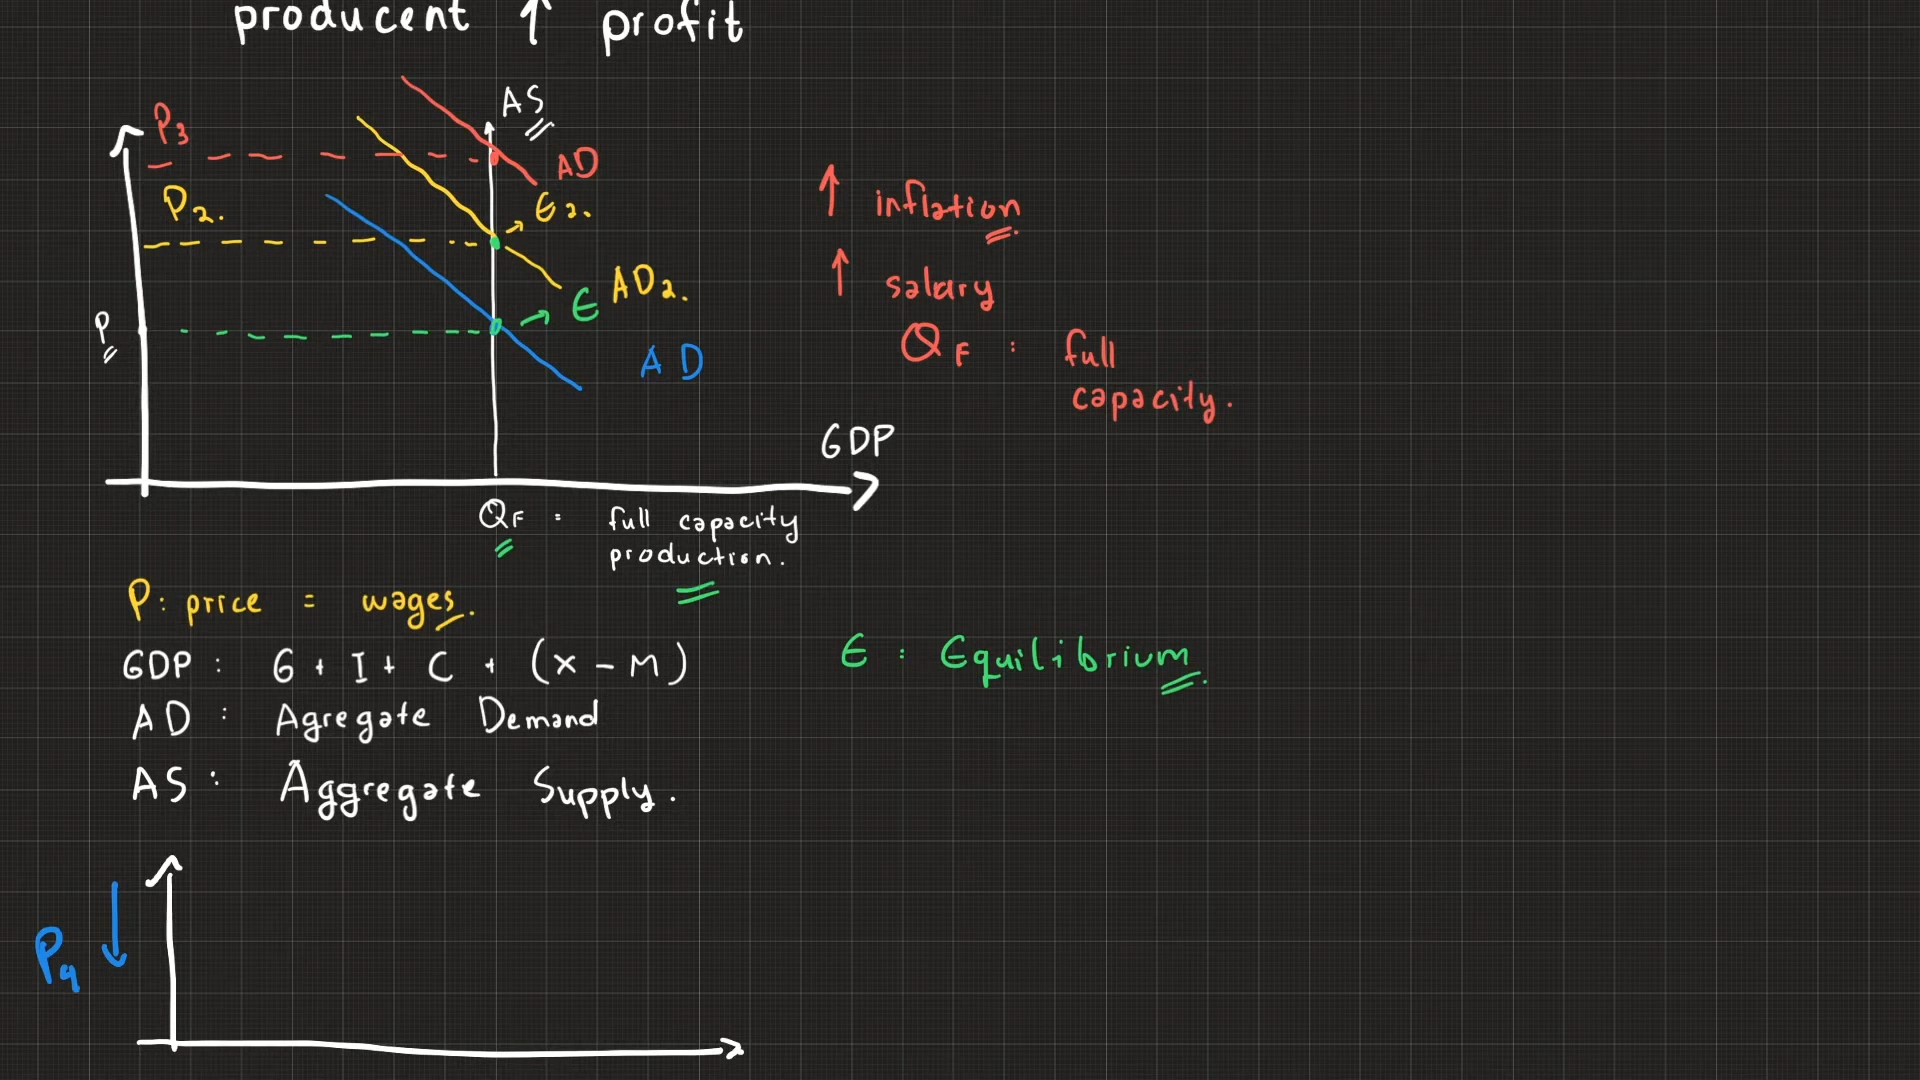 producent ↑ profit
AS
P3
AD
P2.
E2.
AD2.
E
P
AD
↑ inflation
↑ salary
QF : full
capacity.
GDP
QF : full capacity
production.
P: price = wages.
GDP : G + I + C + (x - M)
E : Equilibrium.
AD : Agregate Demand
AS : Aggregate Supply.
P4 ↓